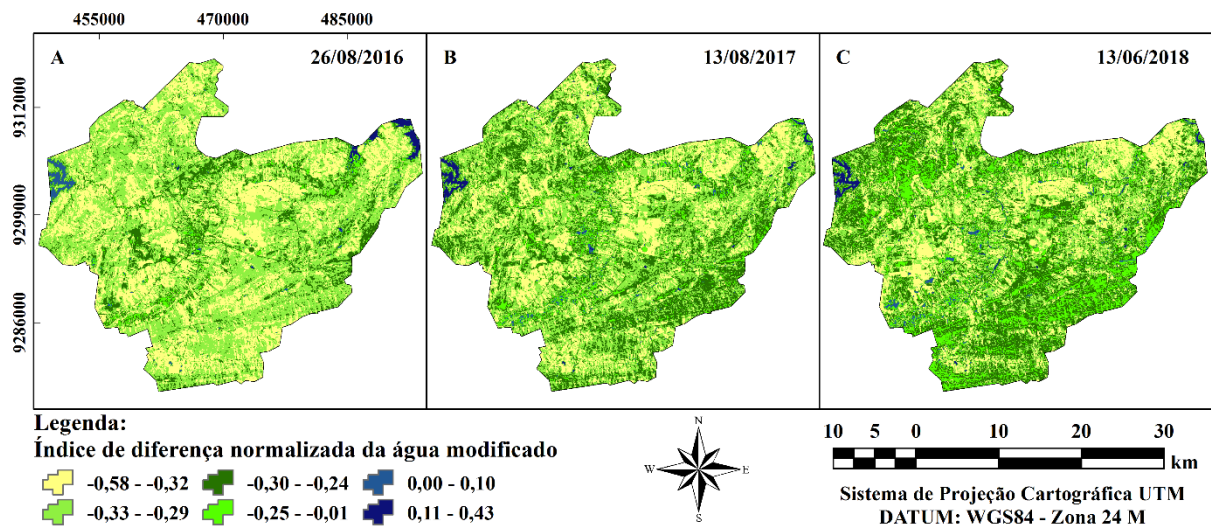 455000 470000 485000
A 26/08/2016 B 13/08/2017 C 13/06/2018
9312000
9299000
9286000
Legenda:
Índice de diferença normalizada da água modificado
-0,58 - -0,32 -0,30 - -0,24 0,00 - 0,10
-0,33 - -0,29 -0,25 - -0,01 0,11 - 0,43
N
W E
S
10 5 0 10 20 30
km
Sistema de Projeção Cartográfica UTM
DATUM: WGS84 - Zona 24 M